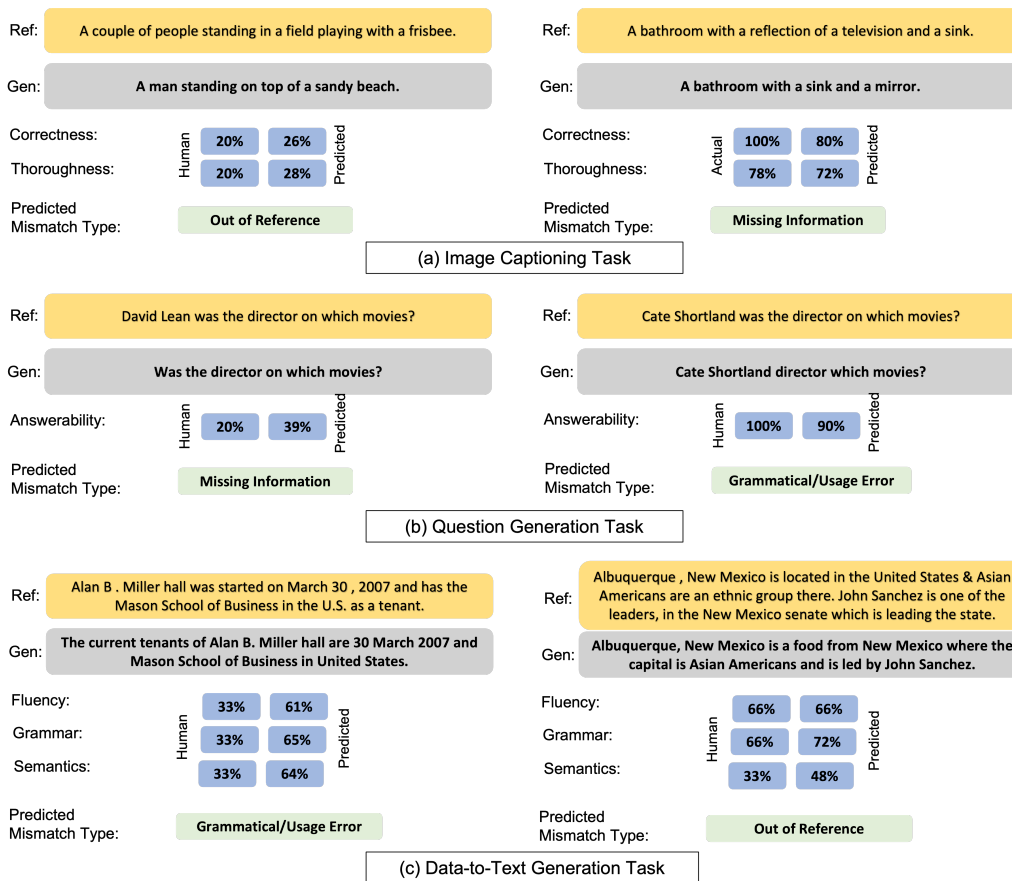 Ref: A couple of people standing in a field playing with a frisbee.
Gen: A man standing on top of a sandy beach.
Correctness: 20% 26%
Thoroughness: 20% 28%
Human
Predicted
Predicted
Mismatch Type: Out of Reference
Ref: A bathroom with a reflection of a television and a sink.
Gen: A bathroom with a sink and a mirror.
Correctness: 100% 80%
Thoroughness: 78% 72%
Actual
Predicted
Predicted
Mismatch Type: Missing Information
(a) Image Captioning Task
Ref: David Lean was the director on which movies?
Gen: Was the director on which movies?
Answerability: 20% 39%
Human
Predicted
Predicted
Mismatch Type: Missing Information
Ref: Cate Shortland was the director on which movies?
Gen: Cate Shortland director which movies?
Answerability: 100% 90%
Human
Predicted
Predicted
Mismatch Type: Grammatical/Usage Error
(b) Question Generation Task
Ref: Alan B . Miller hall was started on March 30 , 2007 and has the
Mason School of Business in the U.S. as a tenant.
Gen: The current tenants of Alan B. Miller hall are 30 March 2007 and
Mason School of Business in United States.
Fluency: 33% 61%
Grammar: 33% 65%
Semantics: 33% 64%
Human
Predicted
Predicted
Mismatch Type: Grammatical/Usage Error
Ref: Albuquerque , New Mexico is located in the United States & Asian
Americans are an ethnic group there. John Sanchez is one of the
leaders, in the New Mexico senate which is leading the state.
Gen: Albuquerque, New Mexico is a food from New Mexico where the
capital is Asian Americans and is led by John Sanchez.
Fluency: 66% 66%
Grammar: 66% 72%
Semantics: 33% 48%
Human
Predicted
Predicted
Mismatch Type: Out of Reference
(c) Data-to-Text Generation Task